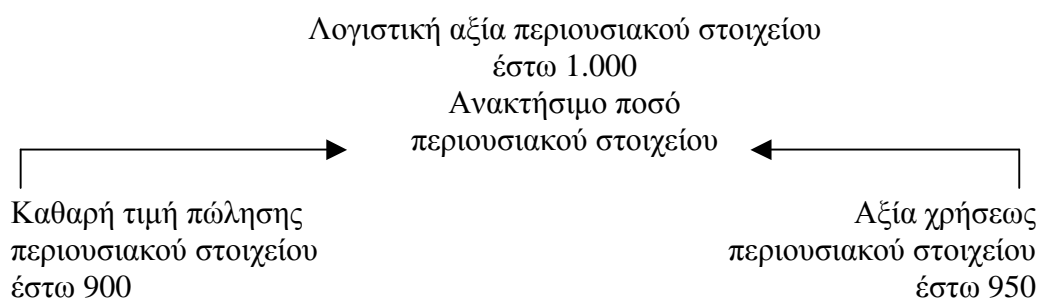 Λογιστική αξία περιουσιακού στοιχείου
έστω 1.000
Ανακτήσιμο ποσό
περιουσιακού στοιχείου
Καθαρή τιμή πώλησης
περιουσιακού στοιχείου
έστω 900
Αξία χρήσεως
περιουσιακού στοιχείου
έστω 950